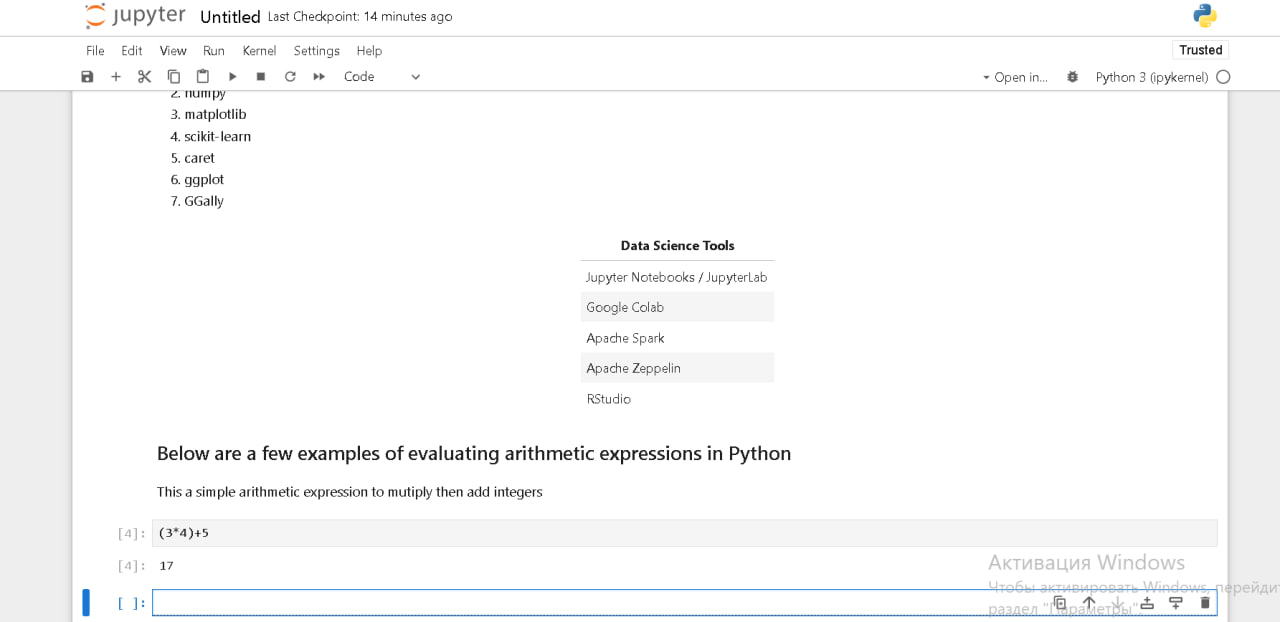 jupyter Untitled Last Checkpoint: 14 minutes ago
File Edit View Run Kernel Settings Help
Trusted
Code
Open in...
Python 3 (ipykernel)
2. numpy
3. matplotlib
4. scikit-learn
5. caret
6. ggplot
7. GGally
Data Science Tools
Jupyter Notebooks / JupyterLab
Google Colab
Apache Spark
Apache Zeppelin
RStudio
Below are a few examples of evaluating arithmetic expressions in Python
This a simple arithmetic expression to mutiply then add integers
[4]: (3*4)+5
[4]: 17
[ ]:
Активация Windows
Чтобы активировать Windows, перейди
раздел "Параметры".